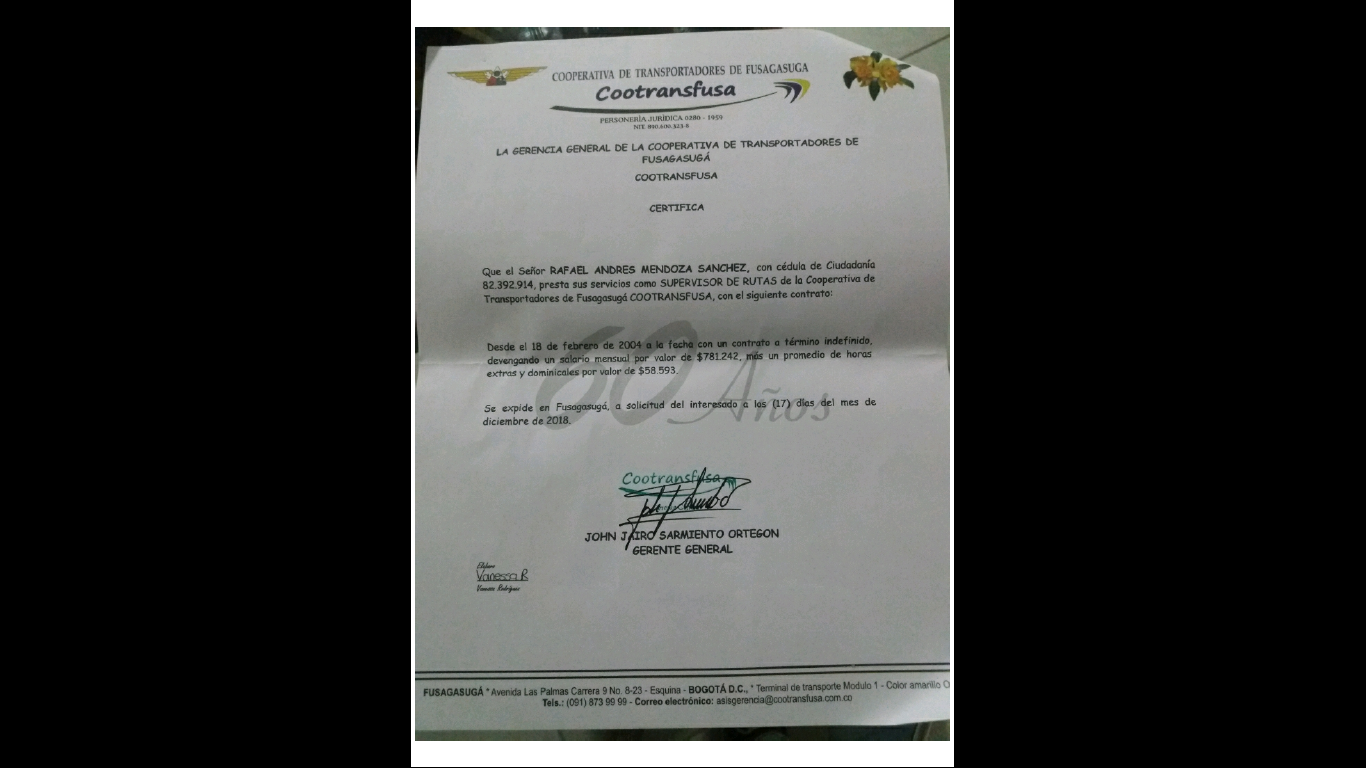 COOPERATIVA DE TRANSPORTADORES DE FUSAGASUGA
Cootransfusa
PERSONERÍA JURÍDICA 0280 - 1959
NIT. 890.600.323-8
LA GERENCIA GENERAL DE LA COOPERATIVA DE TRANSPORTADORES DE
FUSAGASUGÁ
COOTRANSFUSA
CERTIFICA
Que el Señor RAFAEL ANDRES MENDOZA SANCHEZ, con cédula de Ciudadanía
82.392.914, presta sus servicios como SUPERVISOR DE RUTAS de la Cooperativa de
Transportadores de Fusagasugá COOTRANSFUSA, con el siguiente contrato:
Desde el 18 de febrero de 2004 a la fecha con un contrato a término indefinido,
devengando un salario mensual por valor de $781.242, más un promedio de horas
extras y dominicales por valor de $58.593.
60 Años
Se expide en Fusagasugá, a solicitud del interesado a los (17) días del mes de
diciembre de 2018.
Cootransfusa
JOHN JAIRO SARMIENTO ORTEGON
GERENTE GENERAL
Vanessa R
Vanessa Rodríguez
FUSAGASUGÁ * Avenida Las Palmas Carrera 9 No. 8-23 - Esquina - BOGOTÁ D.C., * Terminal de transporte Modulo 1 - Color amarillo O
Tels.: (091) 873 99 99 - Correo electrónico: asisgerencia@cootransfusa.com.co